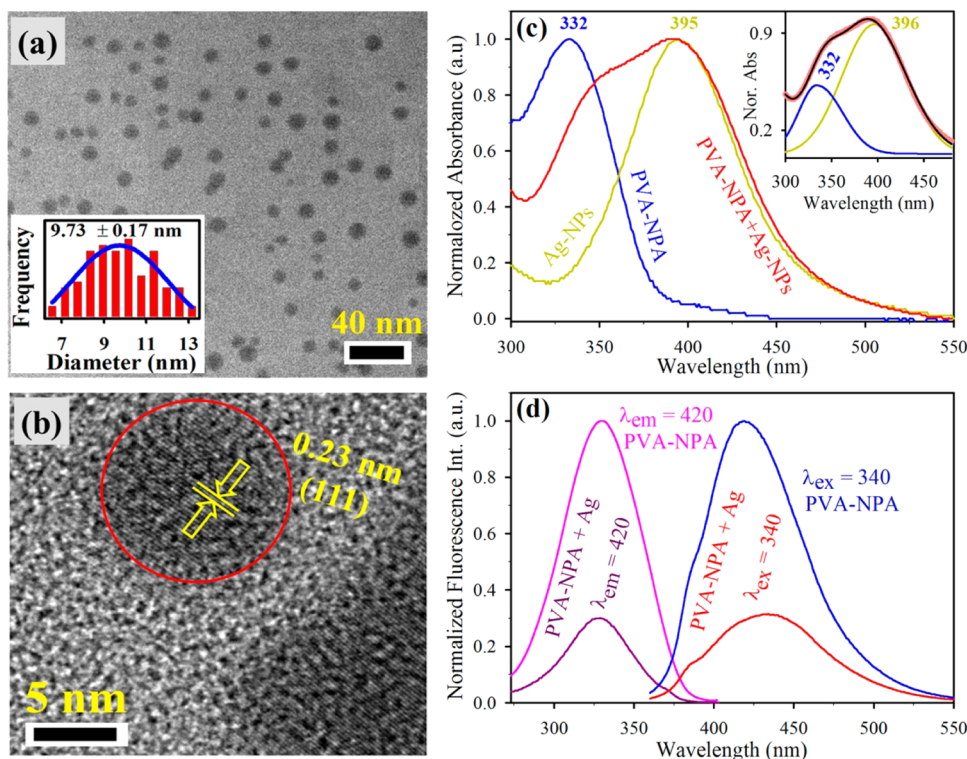 (a)
9.73 ± 0.17 nm
Frequency
7 9 11 13
Diameter (nm)
40 nm
(b)
0.23 nm
(111)
5 nm
(c)
332
395
Normalozed Absorbance (a.u)
1.0
0.8
0.6
0.4
0.2
0.0
Ag-NPs
PVA-NPA
PVA-NPA+Ag-NPs
300 350 400 450 500 550
Wavelength (nm)
Nor. Abs
0.9
0.2
332
396
300 350 400 450
Wavelength (nm)
(d)
Normalized Fluorescence Int. (a.u.)
1.0
0.8
0.6
0.4
0.2
0.0
λem = 420
PVA-NPA
λex = 340
PVA-NPA
PVA-NPA + Ag
λem = 420
PVA-NPA + Ag
λex = 340
300 350 400 450 500 550
Wavelength (nm)